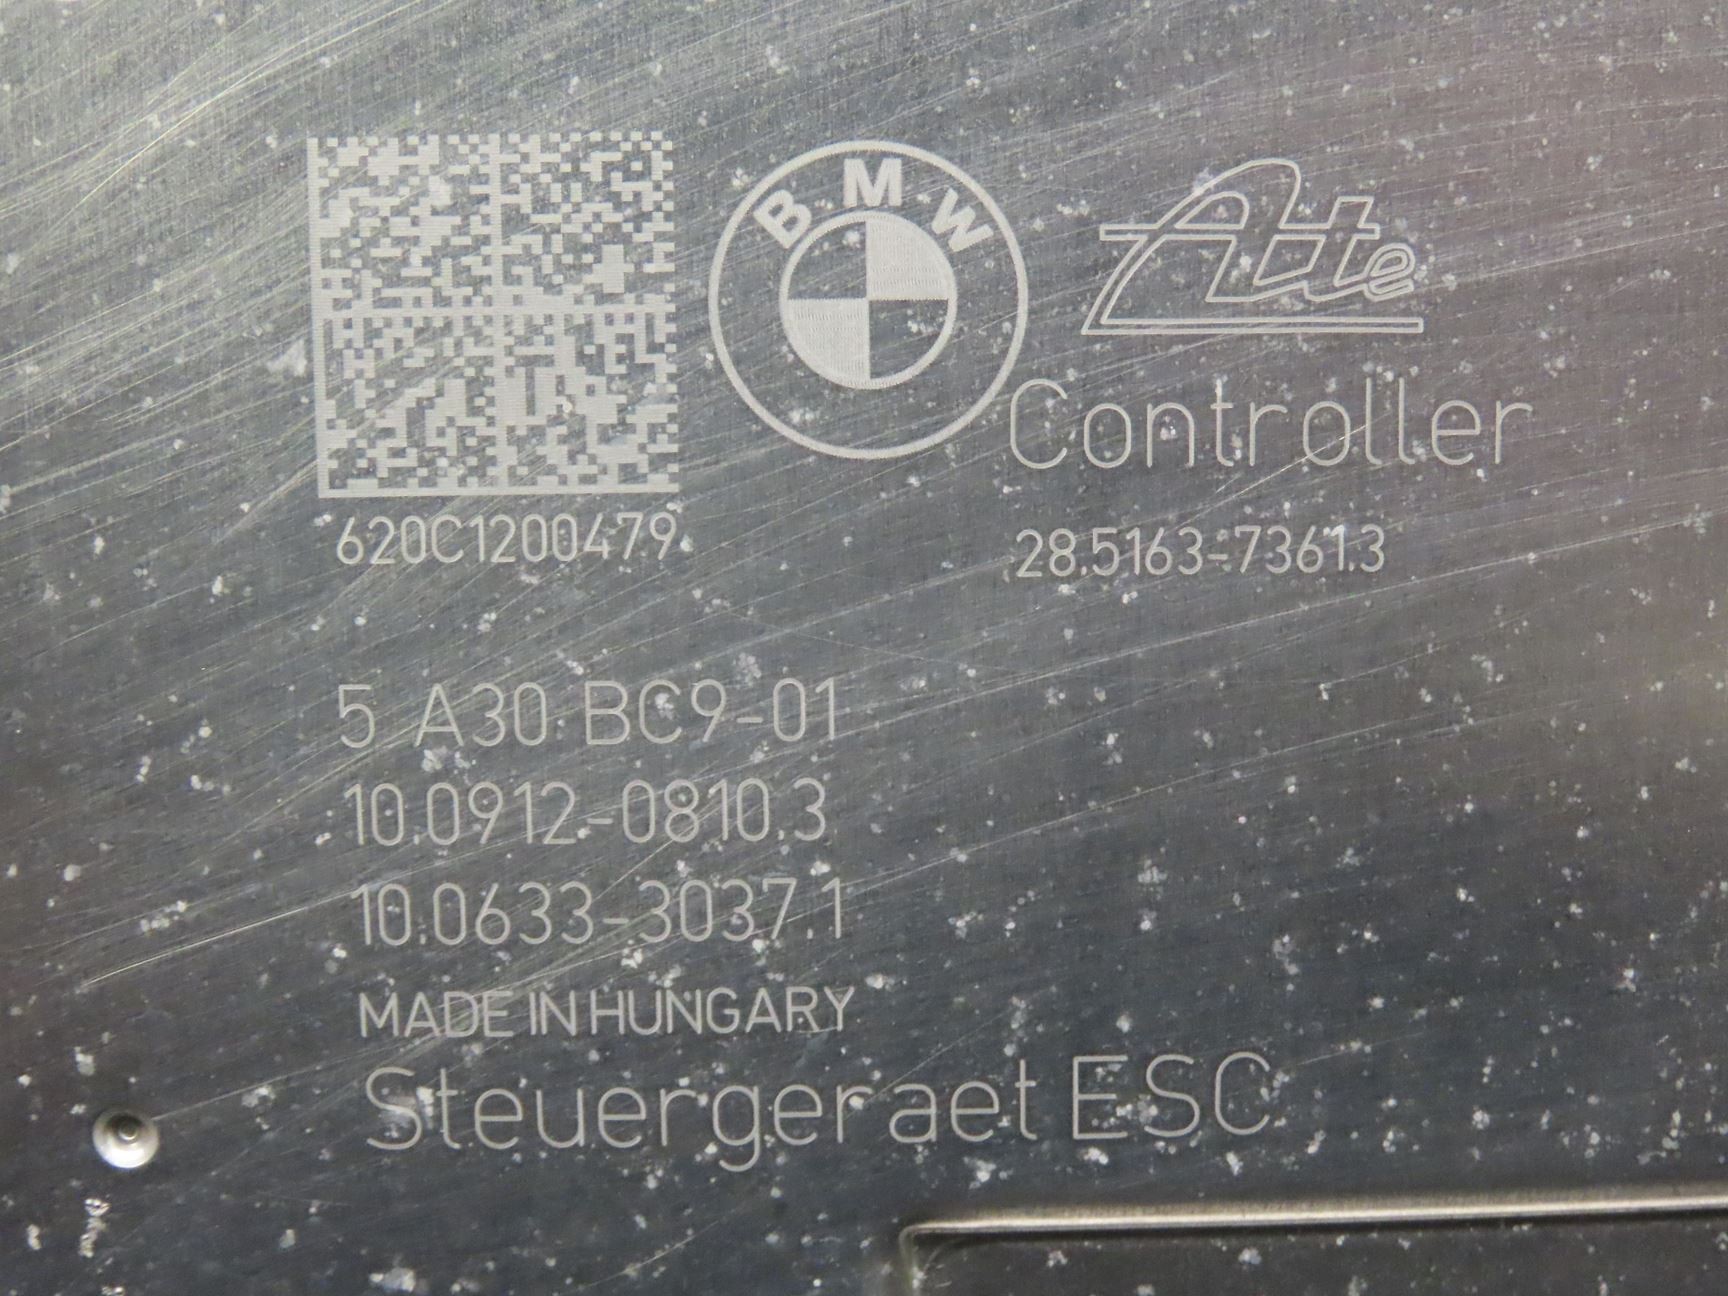 BMW
Ate
Controller
620C1200479
28.5163-7361.3
5 A30 BC9-01
10.0912-0810.3
10.0633-3037.1
MADE IN HUNGARY
Steuergeraet ESC